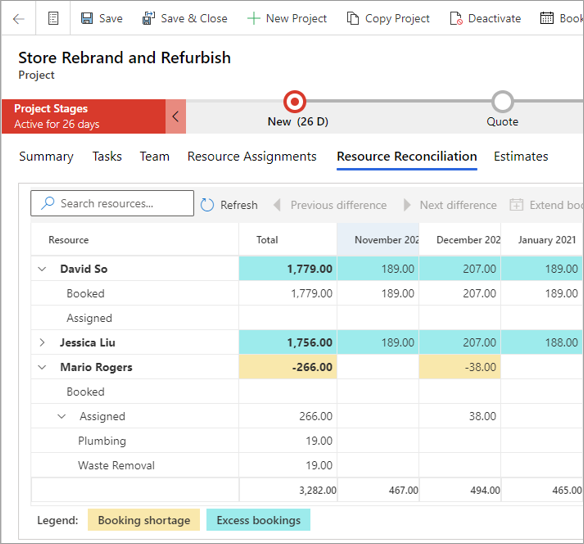 Save Save & Close New Project Copy Project Deactivate Book
Store Rebrand and Refurbish
Project
Project Stages
Active for 26 days
New (26 D) Quote
Summary Tasks Team Resource Assignments Resource Reconciliation Estimates
Search resources... Refresh Previous difference Next difference Extend boo
Resource Total November 202 December 202 January 2021
David So 1,779.00 189.00 207.00 189.00
Booked 1,779.00 189.00 207.00 189.00
Assigned
Jessica Liu 1,756.00 189.00 207.00 188.00
Mario Rogers -266.00 -38.00
Booked
Assigned 266.00 38.00
Plumbing 19.00
Waste Removal 19.00
3,282.00 467.00 494.00 465.00
Legend: Booking shortage Excess bookings